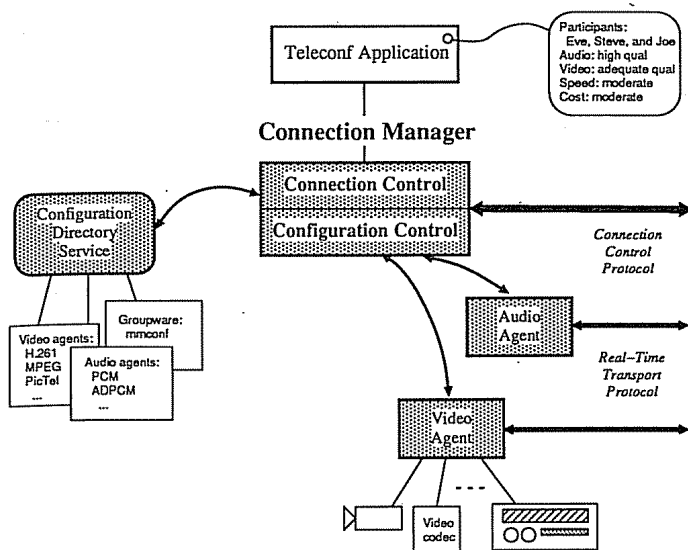 Teleconf Application
Participants:
Eve, Steve, and Joe
Audio: high qual
Video: adequate qual
Speed: moderate
Cost: moderate
Connection Manager
Connection Control
Configuration Control
Configuration
Directory
Service
Connection
Control
Protocol
Groupware:
mmconf
Video agents:
H.261
MPEG
PicTel
...
Audio agents:
PCM
ADPCM
...
Audio
Agent
Real-Time
Transport
Protocol
Video
Agent
Video
codec